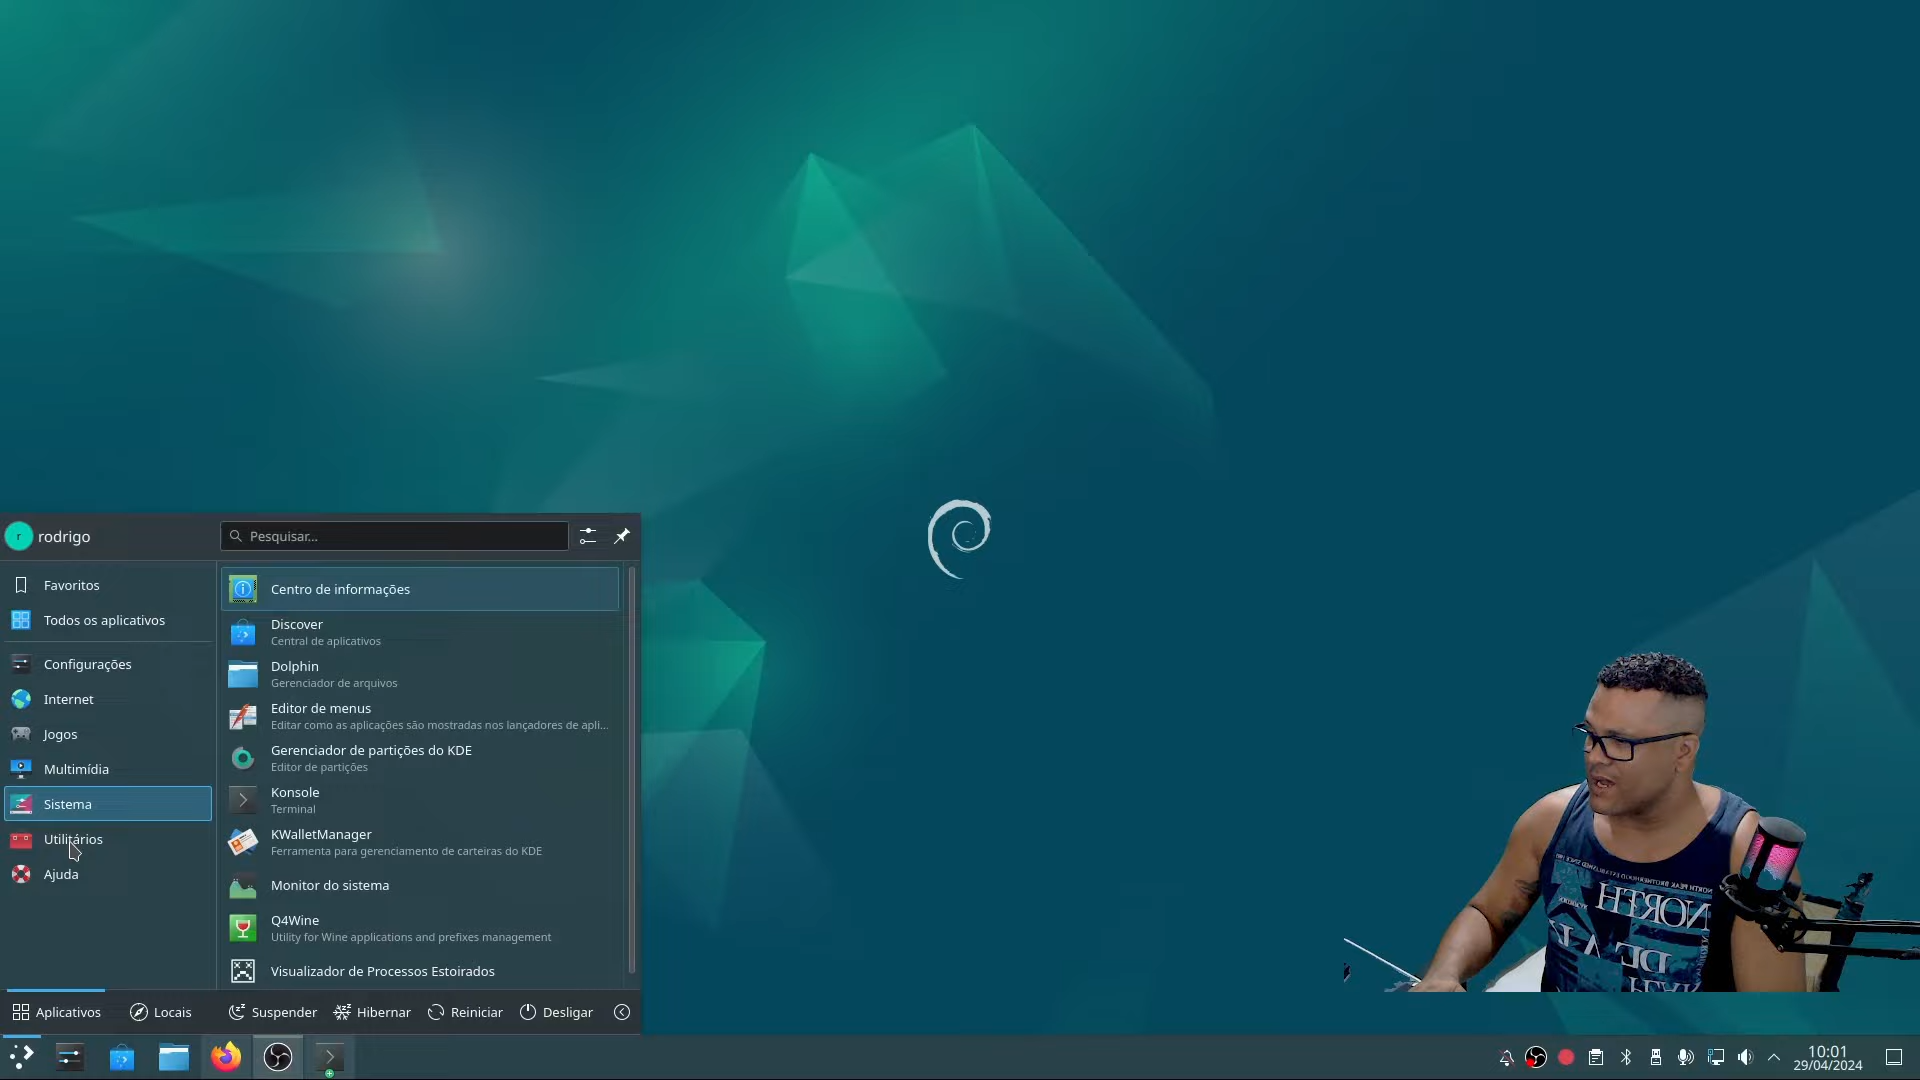 r
rodrigo
Pesquisar...
Favoritos
Todos os aplicativos
Configurações
Internet
Jogos
Multimídia
Sistema
Utilitários
Ajuda
Centro de informações
Discover
Central de aplicativos
Dolphin
Gerenciador de arquivos
Editor de menus
Editar como as aplicações são mostradas nos lançadores de apli...
Gerenciador de partições do KDE
Editor de partições
Konsole
Terminal
KWalletManager
Ferramenta para gerenciamento de carteiras do KDE
Monitor do sistema
Q4Wine
Utility for Wine applications and prefixes management
Visualizador de Processos Estoirados
Aplicativos
Locais
Suspender
Hibernar
Reiniciar
Desligar
NORTH
10:01
29/04/2024